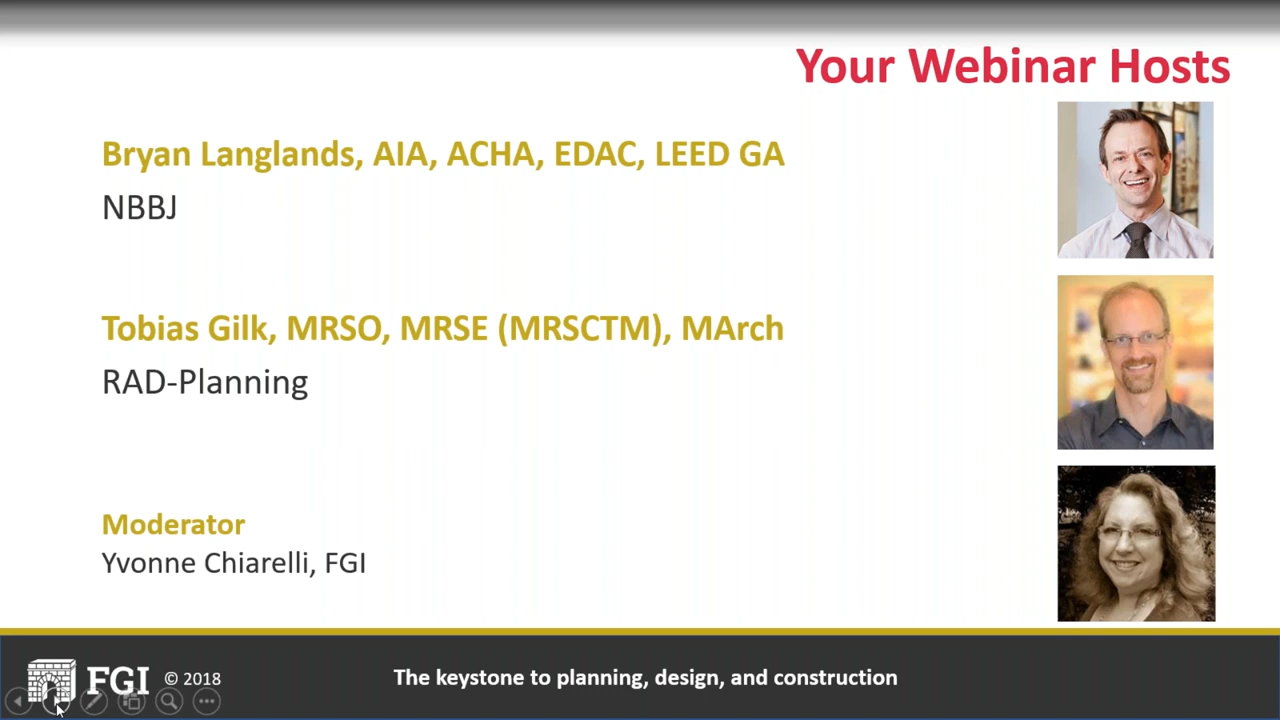 Your Webinar Hosts
Bryan Langlands, AIA, ACHA, EDAC, LEED GA
NBBJ
Tobias Gilk, MRSO, MRSE (MRSCTM), MArch
RAD-Planning
Moderator
Yvonne Chiarelli, FGI
FGI © 2018
The keystone to planning, design, and construction